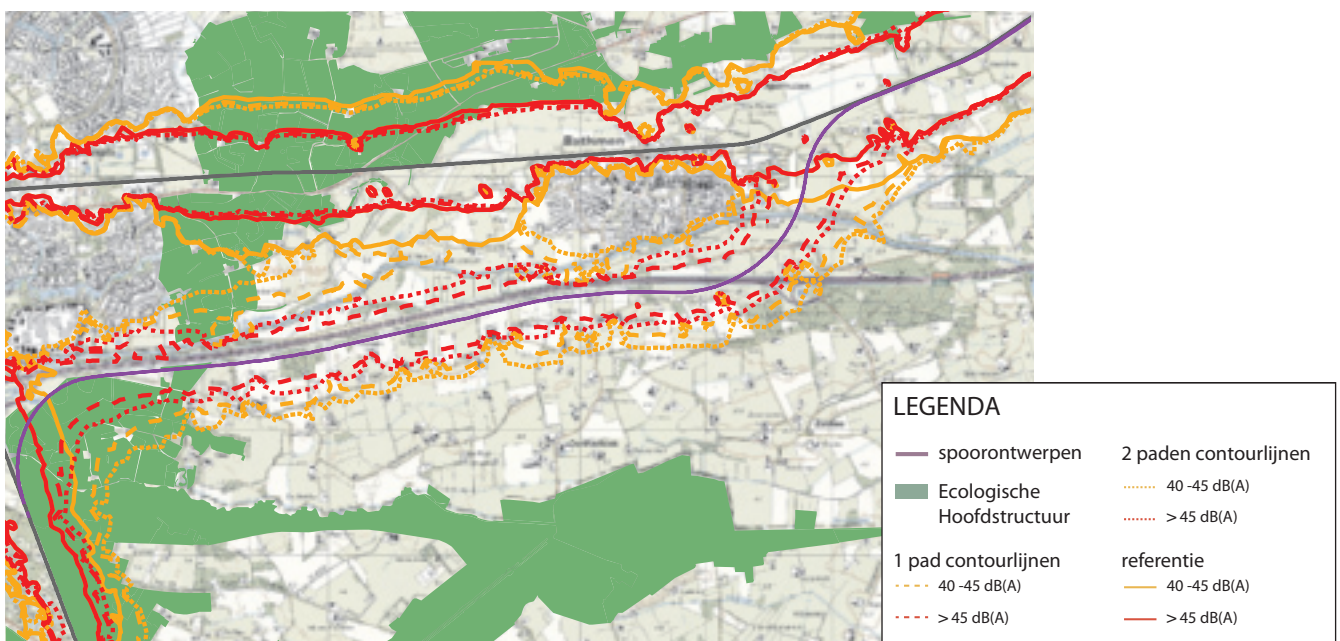 Bathmen
LEGENDA
spoorontwerpen
Ecologische
Hoofdstructuur
1 pad contourlijnen
40 -45 dB(A)
> 45 dB(A)
2 paden contourlijnen
40 -45 dB(A)
> 45 dB(A)
referentie
40 -45 dB(A)
> 45 dB(A)